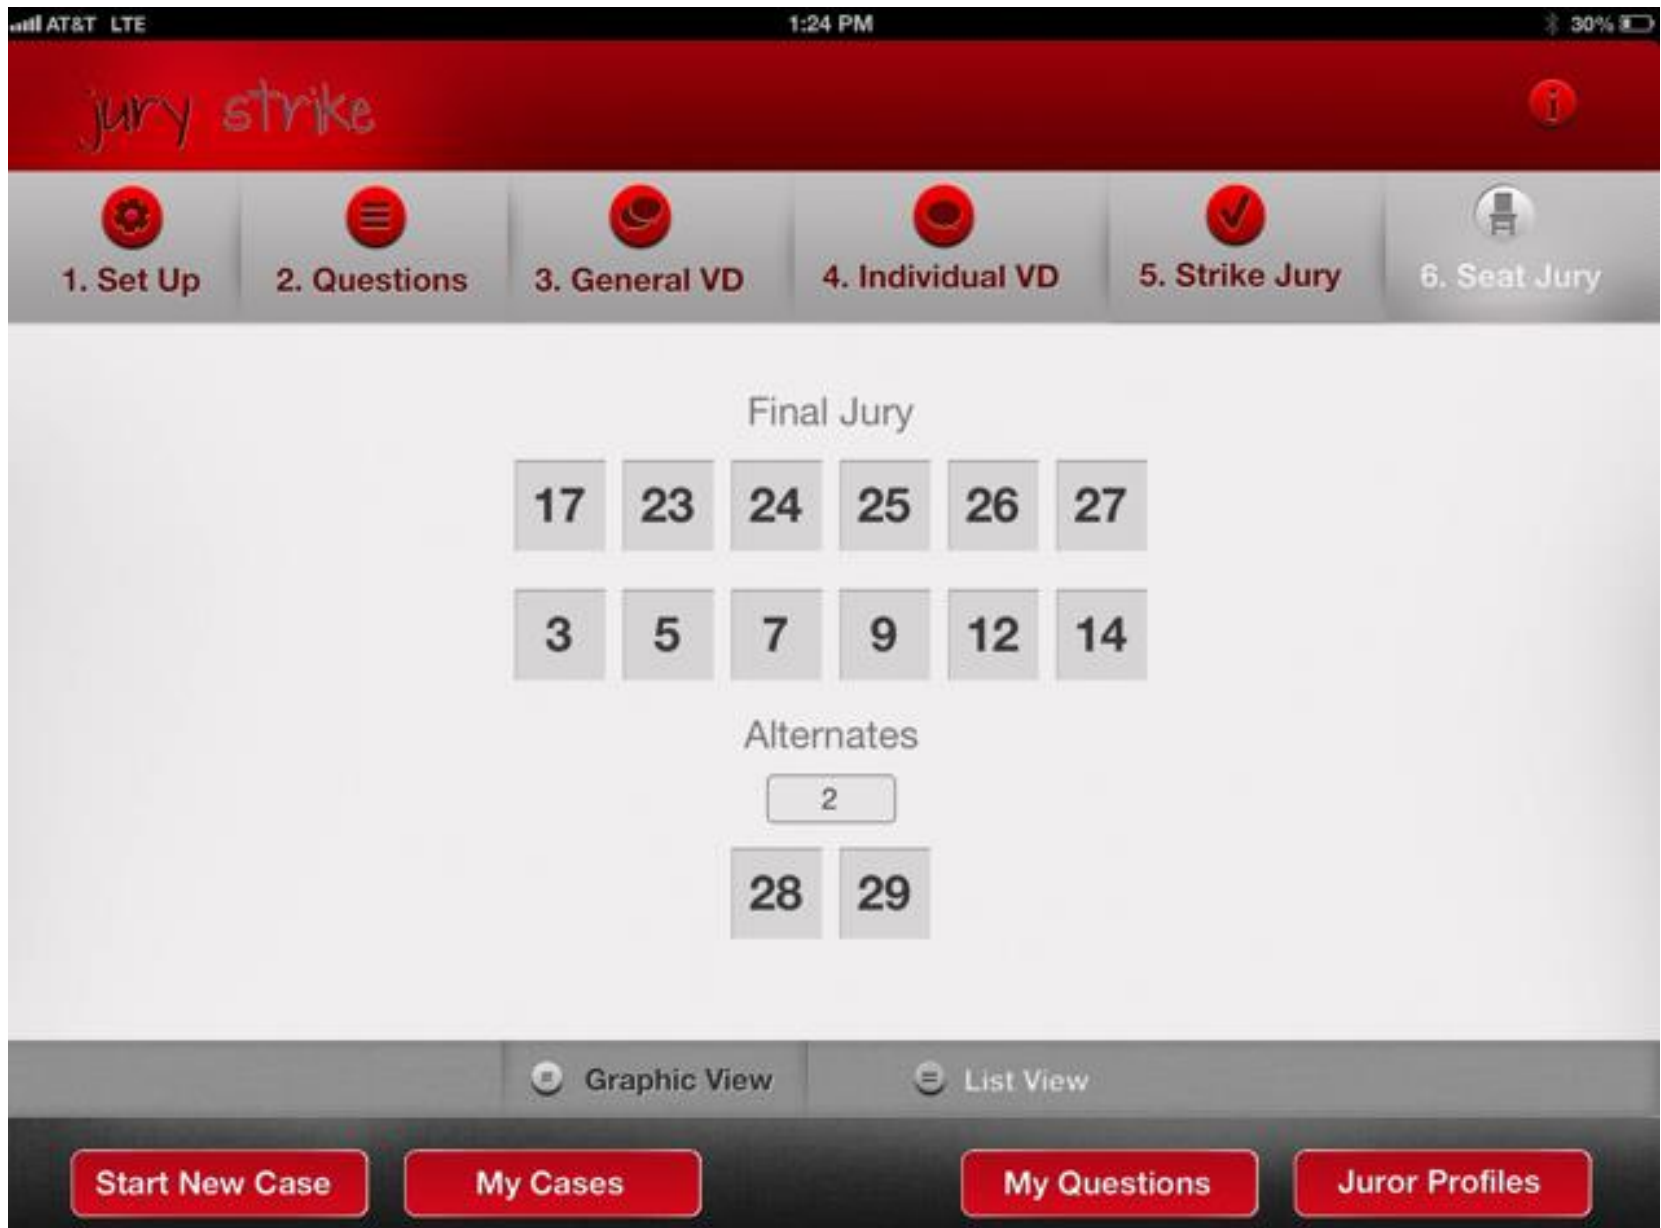 AT&T LTE 1:24 PM 30%
jury strike i
1. Set Up 2. Questions 3. General VD 4. Individual VD 5. Strike Jury 6. Seat Jury
Final Jury
17 23 24 25 26 27
3 5 7 9 12 14
Alternates
2
28 29
Graphic View List View
Start New Case My Cases My Questions Juror Profiles